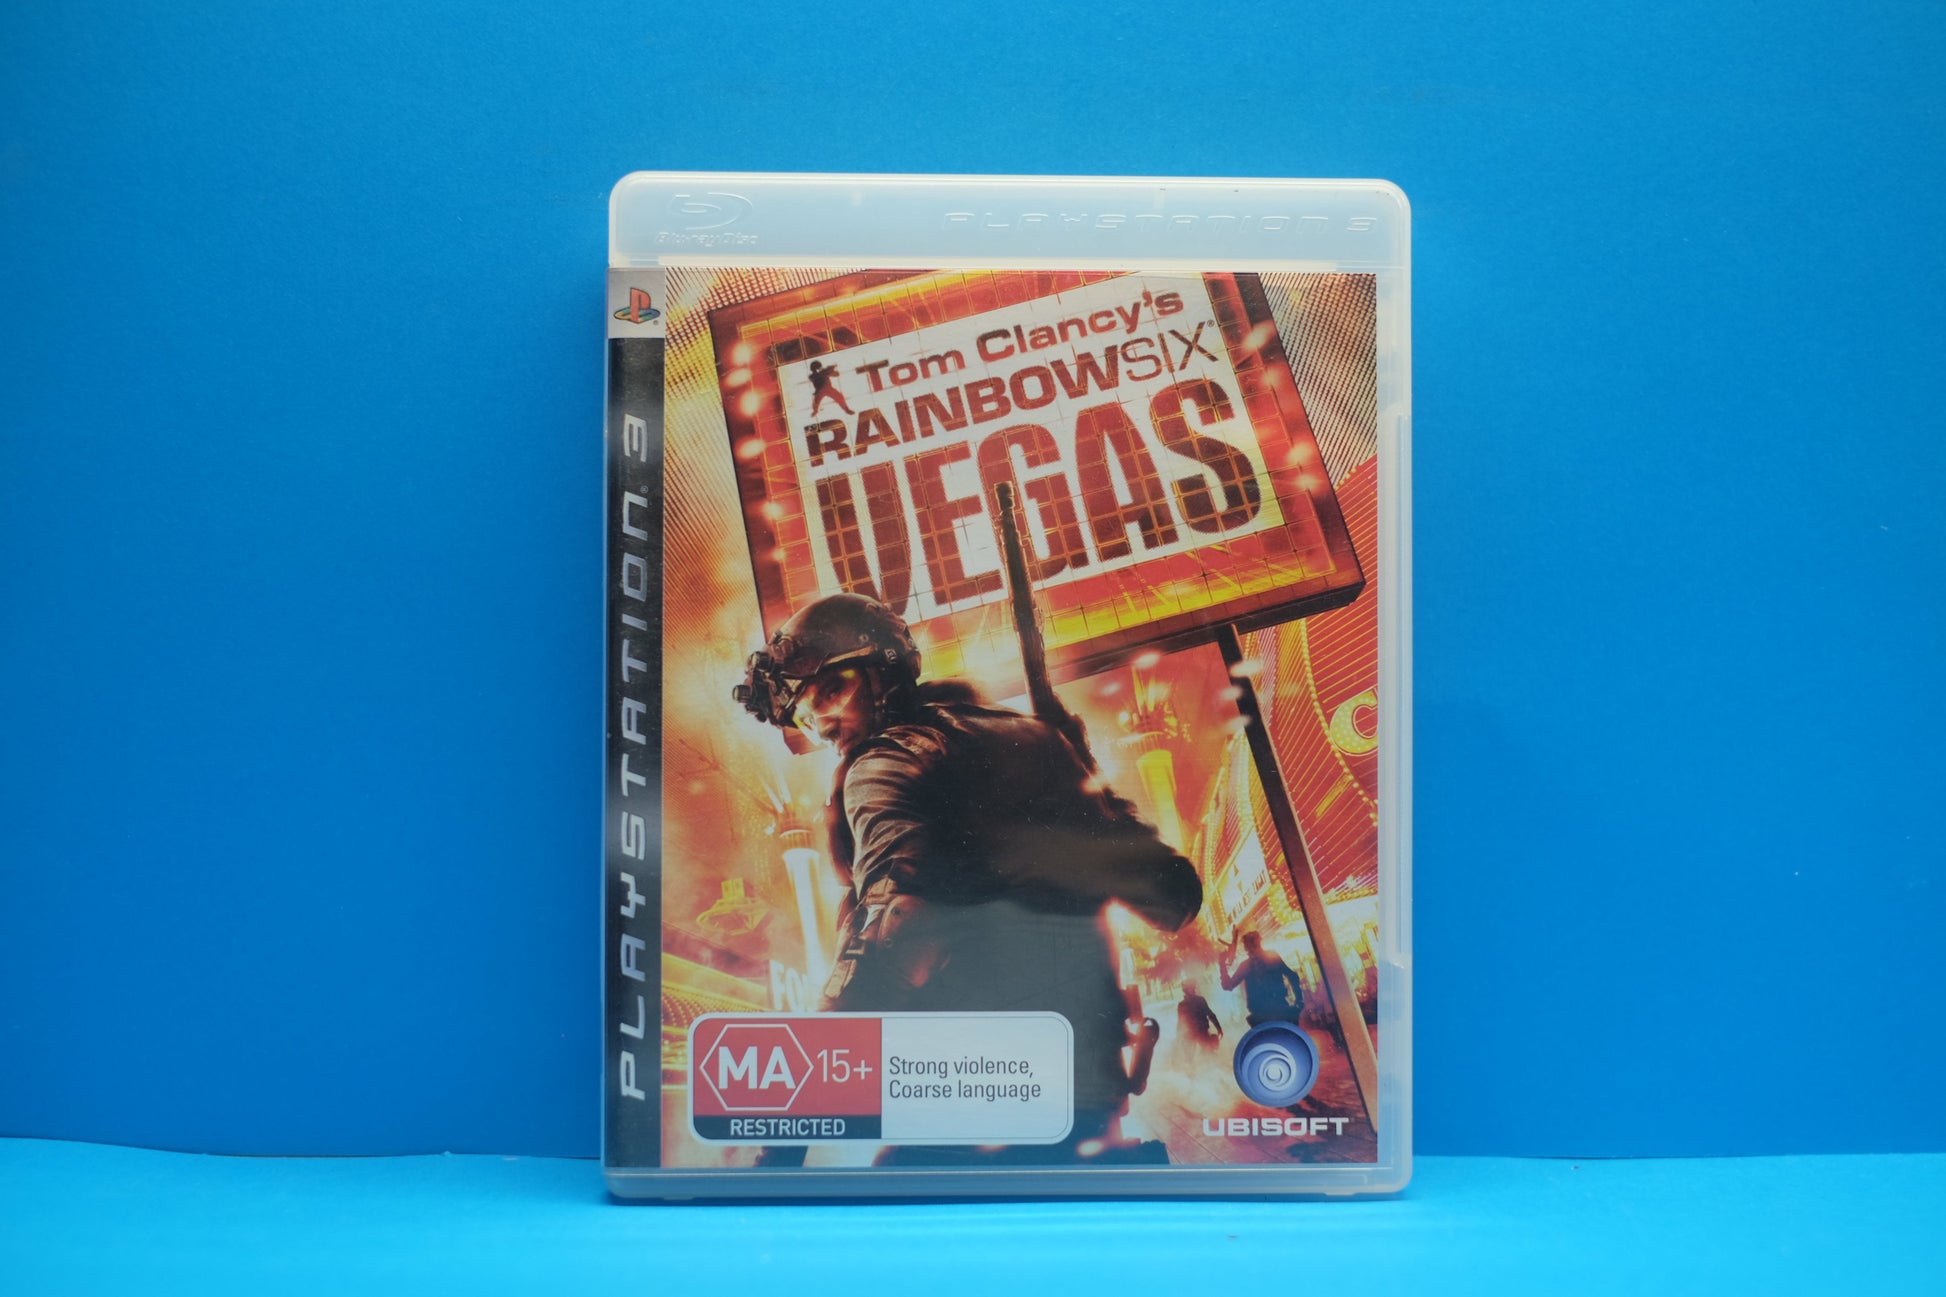 Blu-ray Disc
PLAYSTATION 3
PLAYSTATION®3
Tom Clancy's
RAINBOWSIX®
VEGAS
C
Fo
MA 15+
RESTRICTED
Strong violence,
Coarse language
UBISOFT